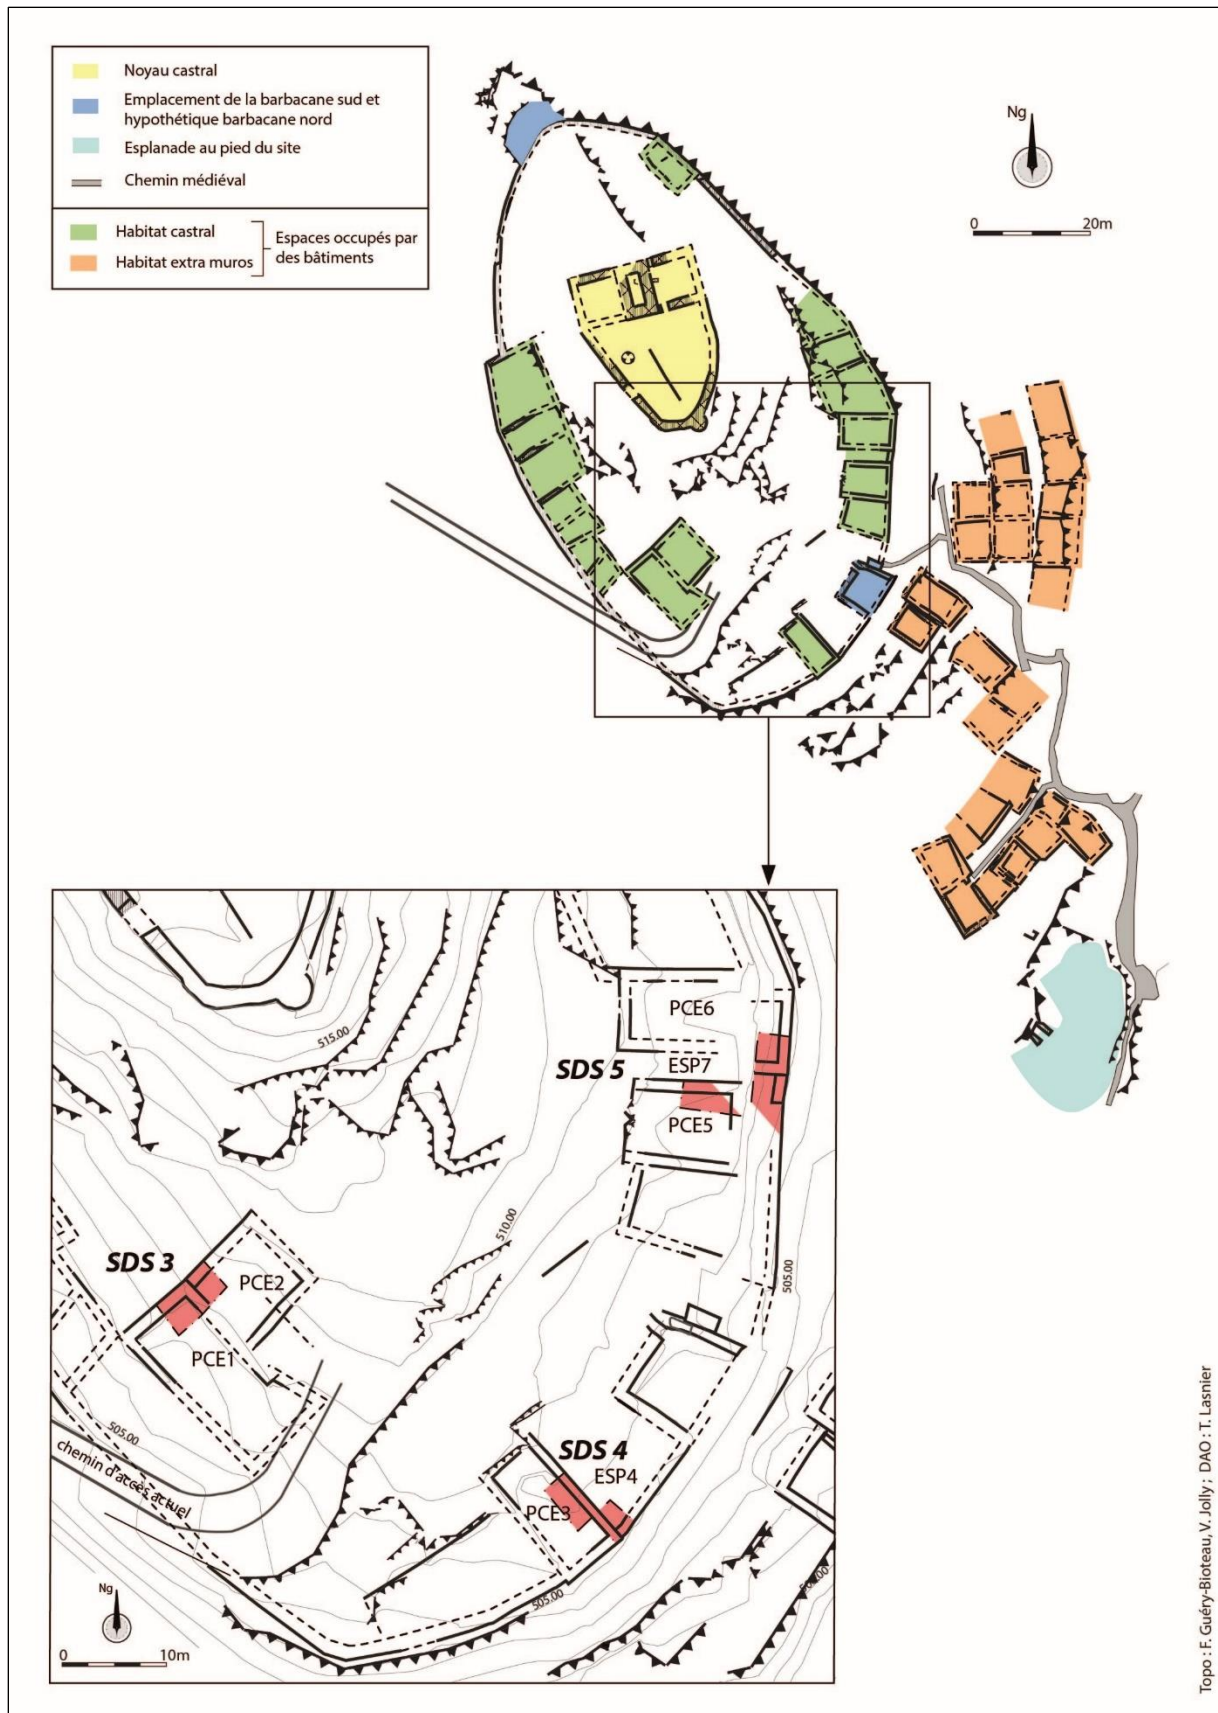 Noyau castral
Emplacement de la barbacane sud et
hypothétique barbacane nord
Esplanade au pied du site
Chemin médiéval
Habitat castral
Habitat extra muros
Espaces occupés par
des bâtiments
Ng
0 20m
515.00
PCE6
SDS 5
ESP7
PCE5
510.00
505.00
SDS 3
PCE2
PCE1
505.00
chemin d'accès actuel
SDS 4
ESP4
PCE3
505.00
Ng
0 10m
Topo : F. Guéry-Bioteau, V. Jolly ; DAO : T. Lasnier